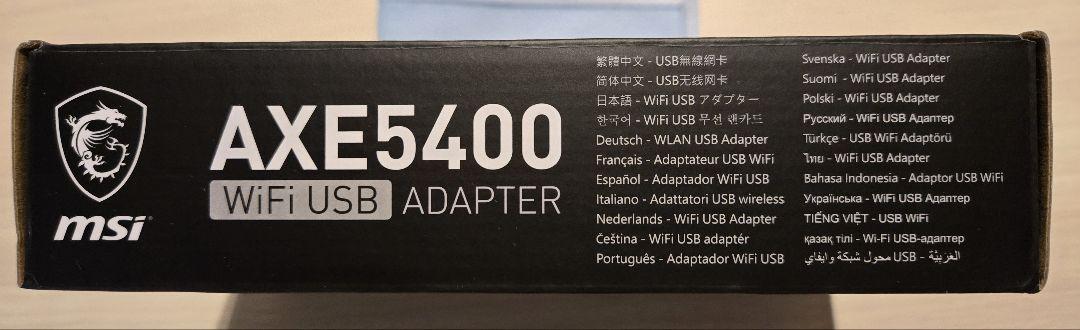 msi
AXE5400
WiFi USB ADAPTER
繁體中文 - USB無線網卡
简体中文 - USB无线网卡
日本語 - WiFi USB アダプター
한국어 - WiFi USB 무선 랜카드
Deutsch - WLAN USB Adapter
Français - Adaptateur USB WiFi
Español - Adaptador WiFi USB
Italiano - Adattatori USB wireless
Nederlands - WiFi USB Adapter
Čeština - WiFi USB adaptér
Português - Adaptador WiFi USB
Svenska - WiFi USB Adapter
Suomi - WiFi USB Adapter
Polski - WiFi USB Adapter
Русский - WiFi USB Адаптер
Türkçe - USB WiFi Adaptörü
ไทย - WiFi USB Adapter
Bahasa Indonesia - Adaptor USB WiFi
Українська - WiFi USB Адаптер
TIẾNG VIỆT - USB WiFi
қазақ тілі - Wi-Fi USB-адаптер
العَرَبِيَّة - USB محول شبكة وايفاي